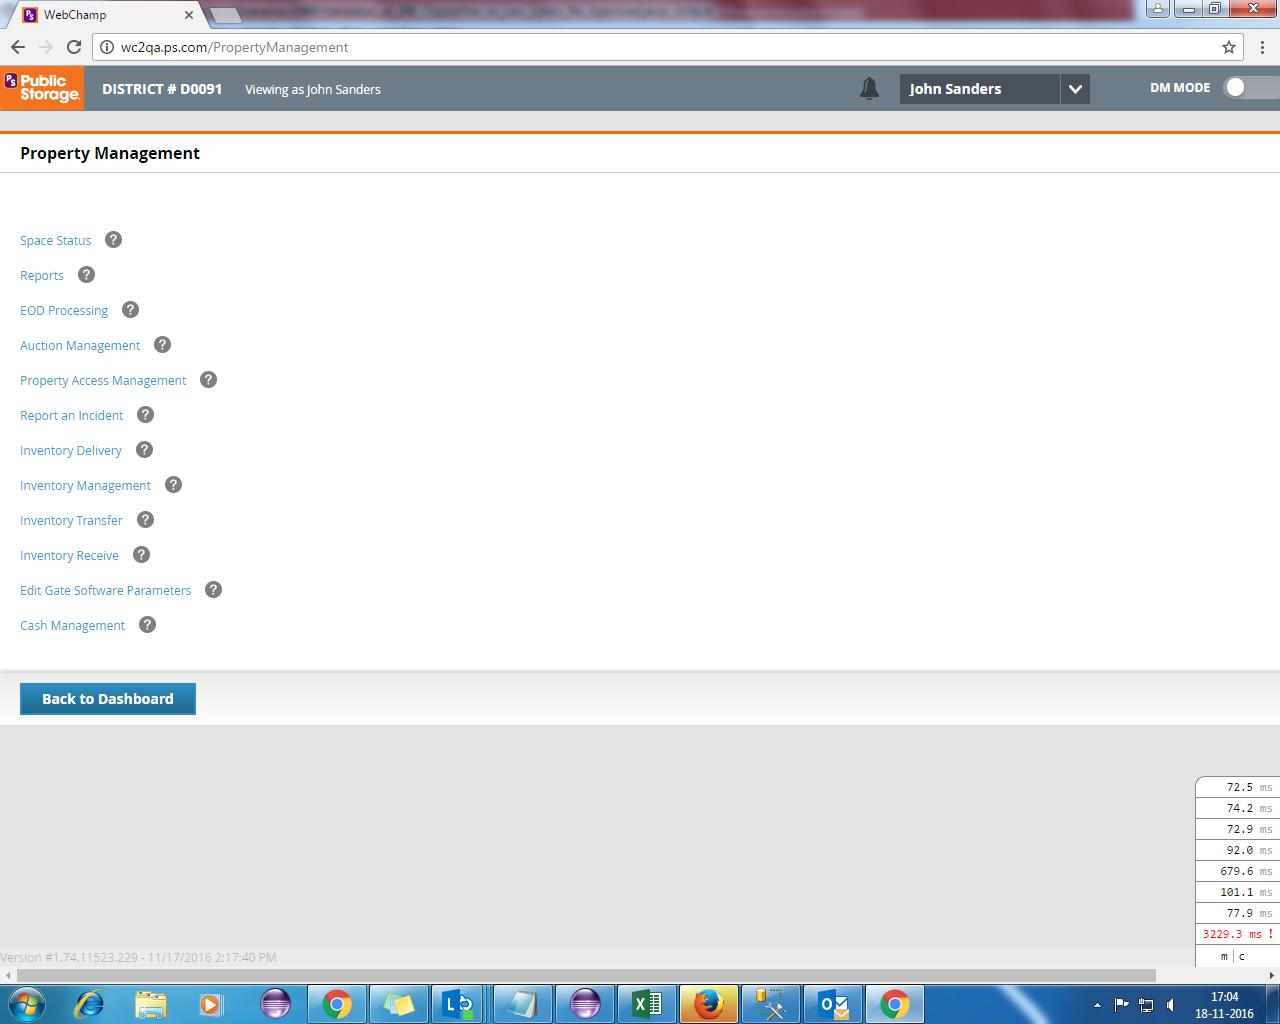 WebChamp
wc2qa.ps.com/PropertyManagement
PS Public Storage.
DISTRICT # D0091
Viewing as John Sanders
John Sanders
DM MODE
Property Management
Space Status ?
Reports ?
EOD Processing ?
Auction Management ?
Property Access Management ?
Report an Incident ?
Inventory Delivery ?
Inventory Management ?
Inventory Transfer ?
Inventory Receive ?
Edit Gate Software Parameters ?
Cash Management ?
Back to Dashboard
72.5 ms
74.2 ms
72.9 ms
92.0 ms
679.6 ms
101.1 ms
77.9 ms
3229.3 ms !
m | c
Version #1.74.11523.229 - 11/17/2016 2:17:40 PM
17:04
18-11-2016